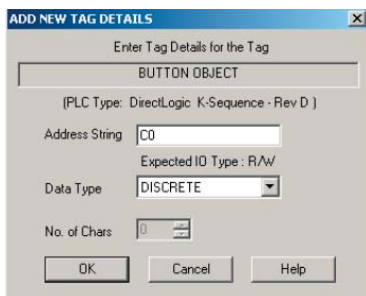 ADD NEW TAG DETAILS
Enter Tag Details for the Tag
BUTTON OBJECT
(PLC Type: DirectLogic K-Sequence - Rev D )
Address String C0
Expected IO Type : R/W
Data Type DISCRETE
No. of Chars 0
OK Cancel Help